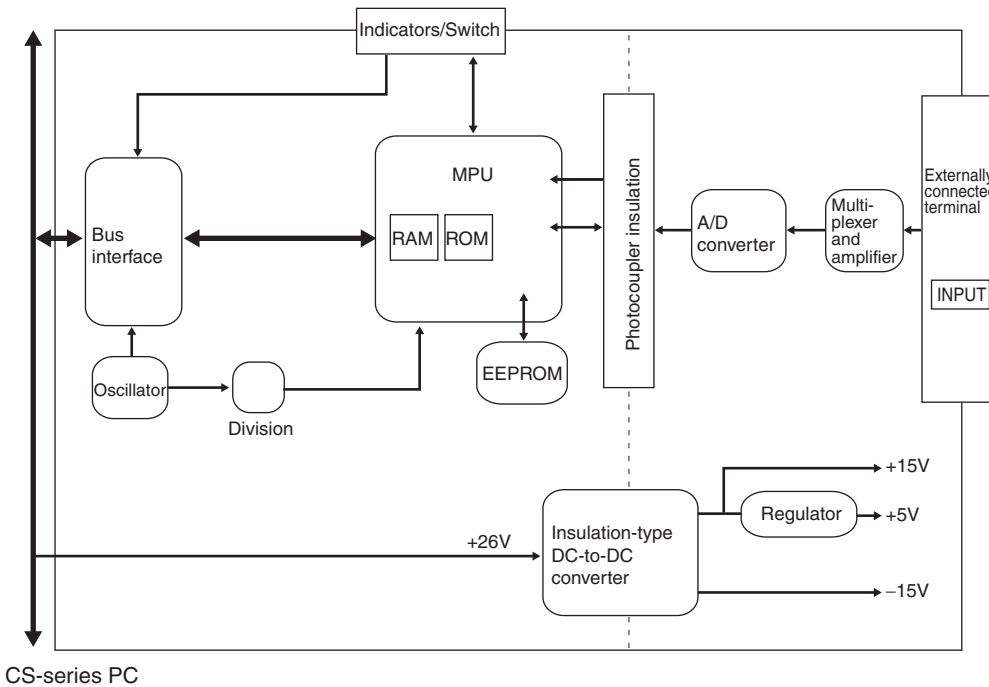 Indicators/Switch
MPU
RAM
ROM
Bus
interface
Photocoupler insulation
A/D
converter
Multi-
plexer
and
amplifier
Externally
connected
terminal
INPUT
Oscillator
Division
EEPROM
+26V
Insulation-type
DC-to-DC
converter
Regulator
+15V
+5V
−15V
CS-series PC